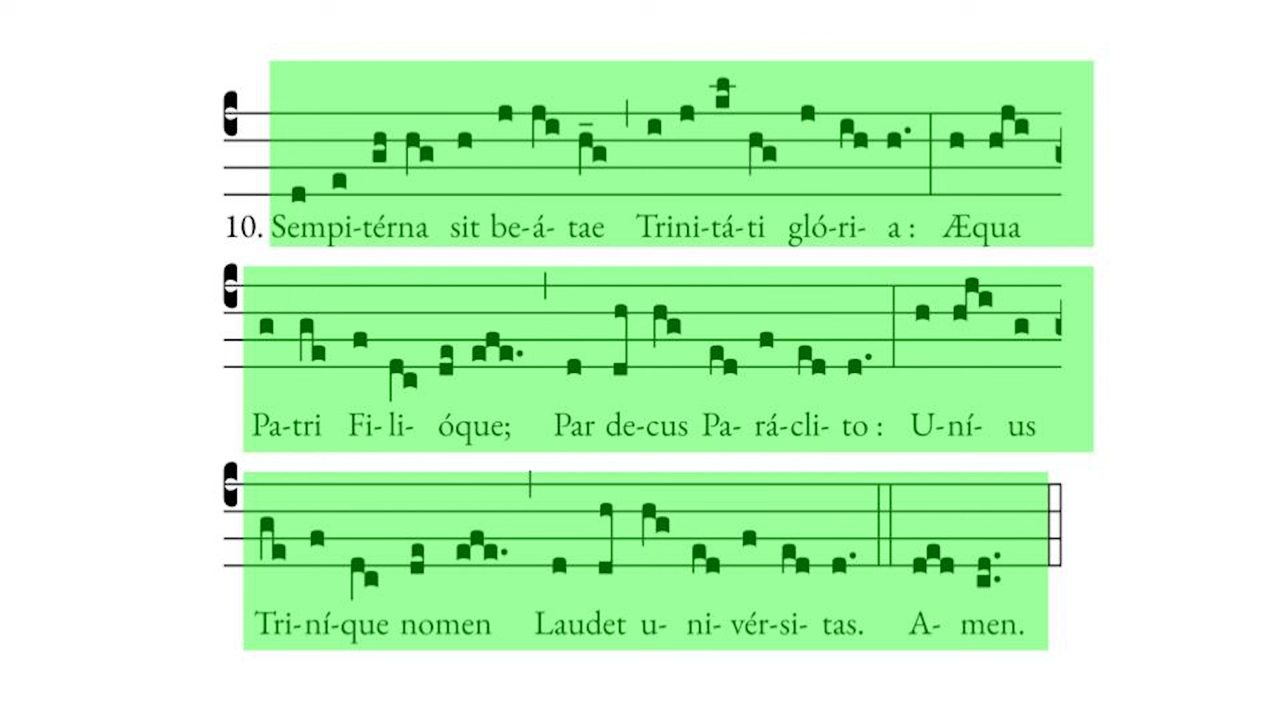 10. Sempi-térna sit be-á- tae Trini-tá-ti gló-ri- a : Æqua
Pa-tri Fi-li- óque; Par de-cus Pa- rá-cli- to : U-ní- us
Tri-ní-que nomen Laudet u- ni- vér-si- tas. A- men.